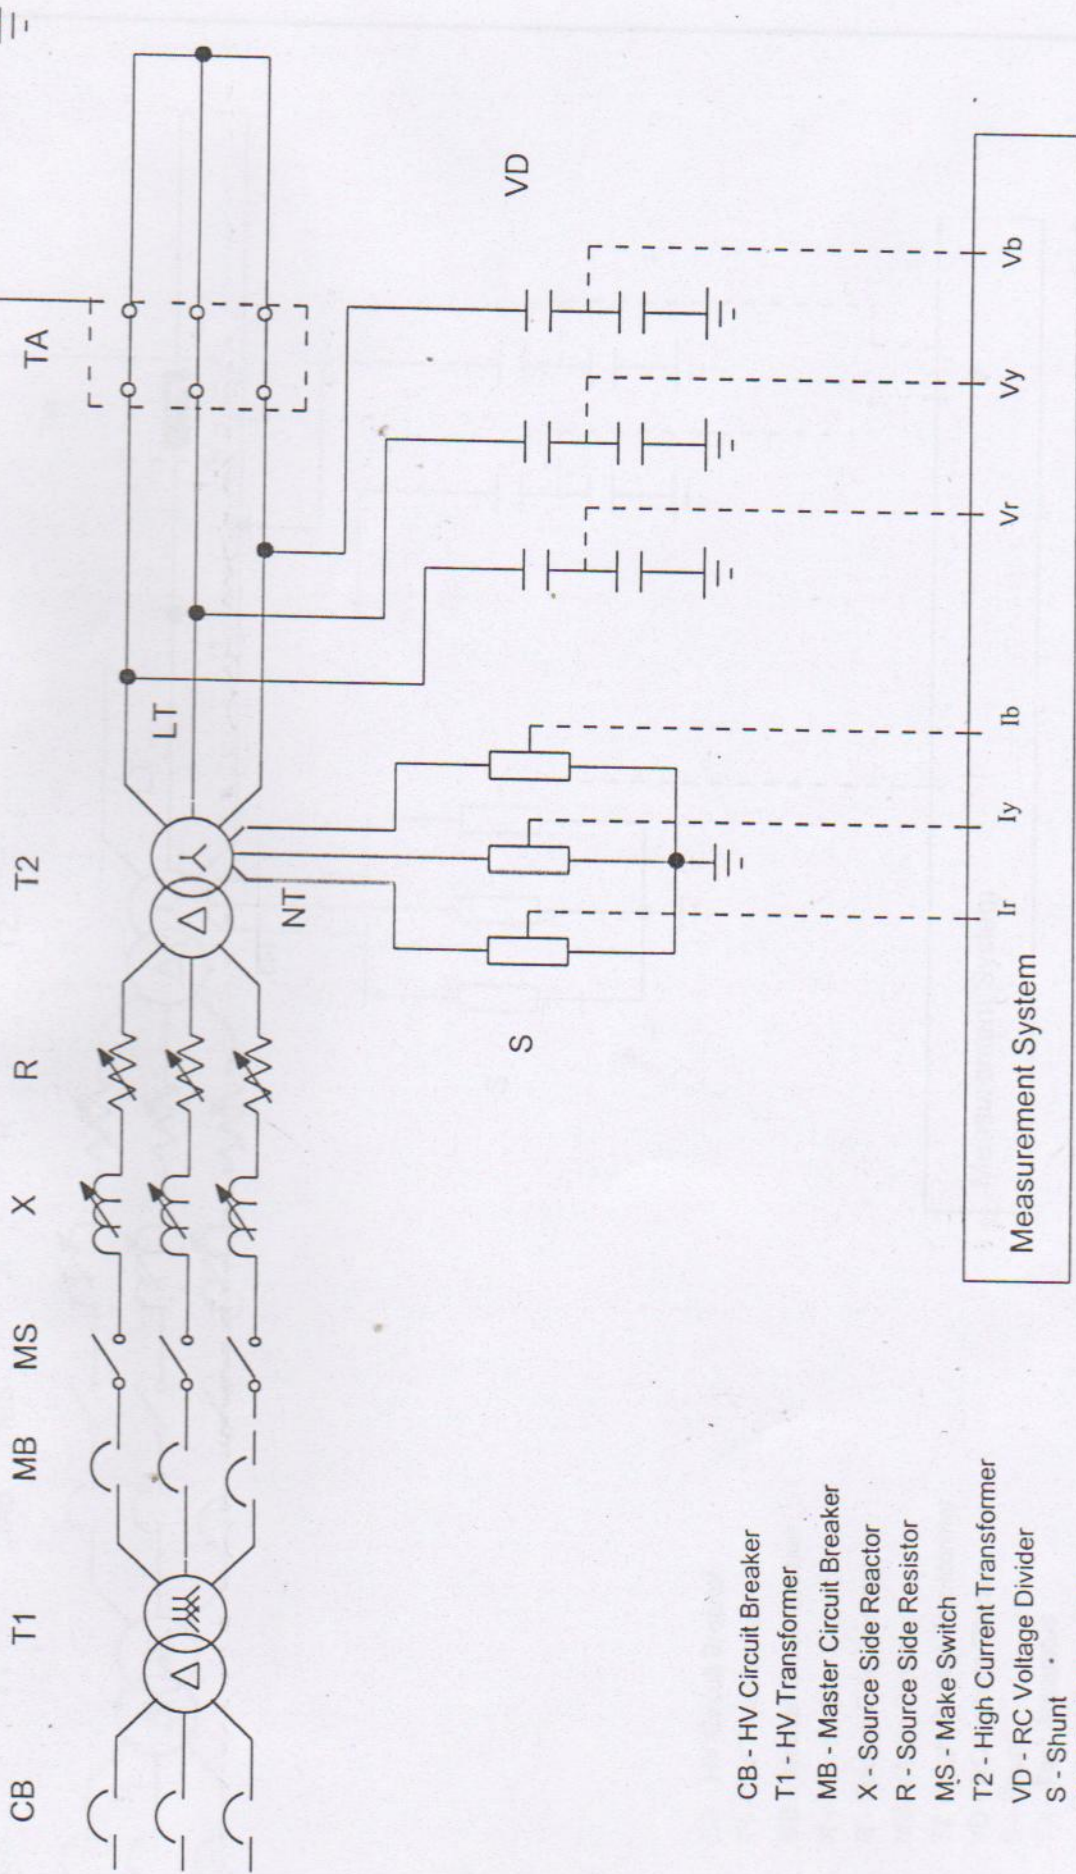 CB
T1
MB
MS
X
R
T2
TA
LT
NT
S
VD
Ir
Iy
Ib
Vr
Vy
Vb
Measurement System
CB - HV Circuit Breaker
T1 - HV Transformer
MB - Master Circuit Breaker
X - Source Side Reactor
R - Source Side Resistor
MS - Make Switch
T2 - High Current Transformer
VD - RC Voltage Divider
S - Shunt